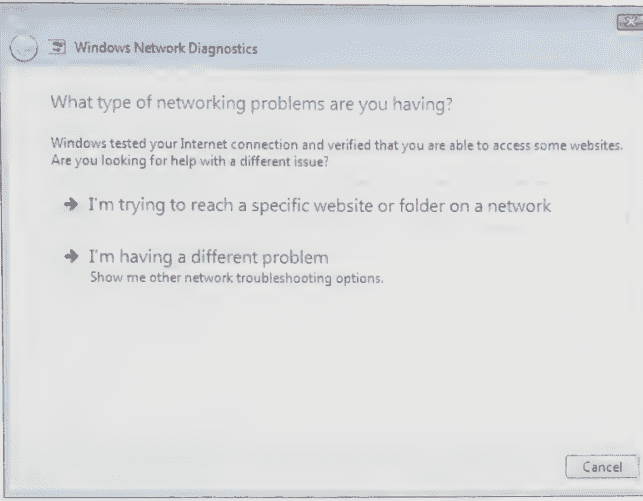 Windows Network Diagnostics
What type of networking problems are you having?
Windows tested your Internet connection and verified that you are able to access some websites.
Are you looking for help with a different issue?
I'm trying to reach a specific website or folder on a network
I'm having a different problem
Show me other network troubleshooting options.
Cancel